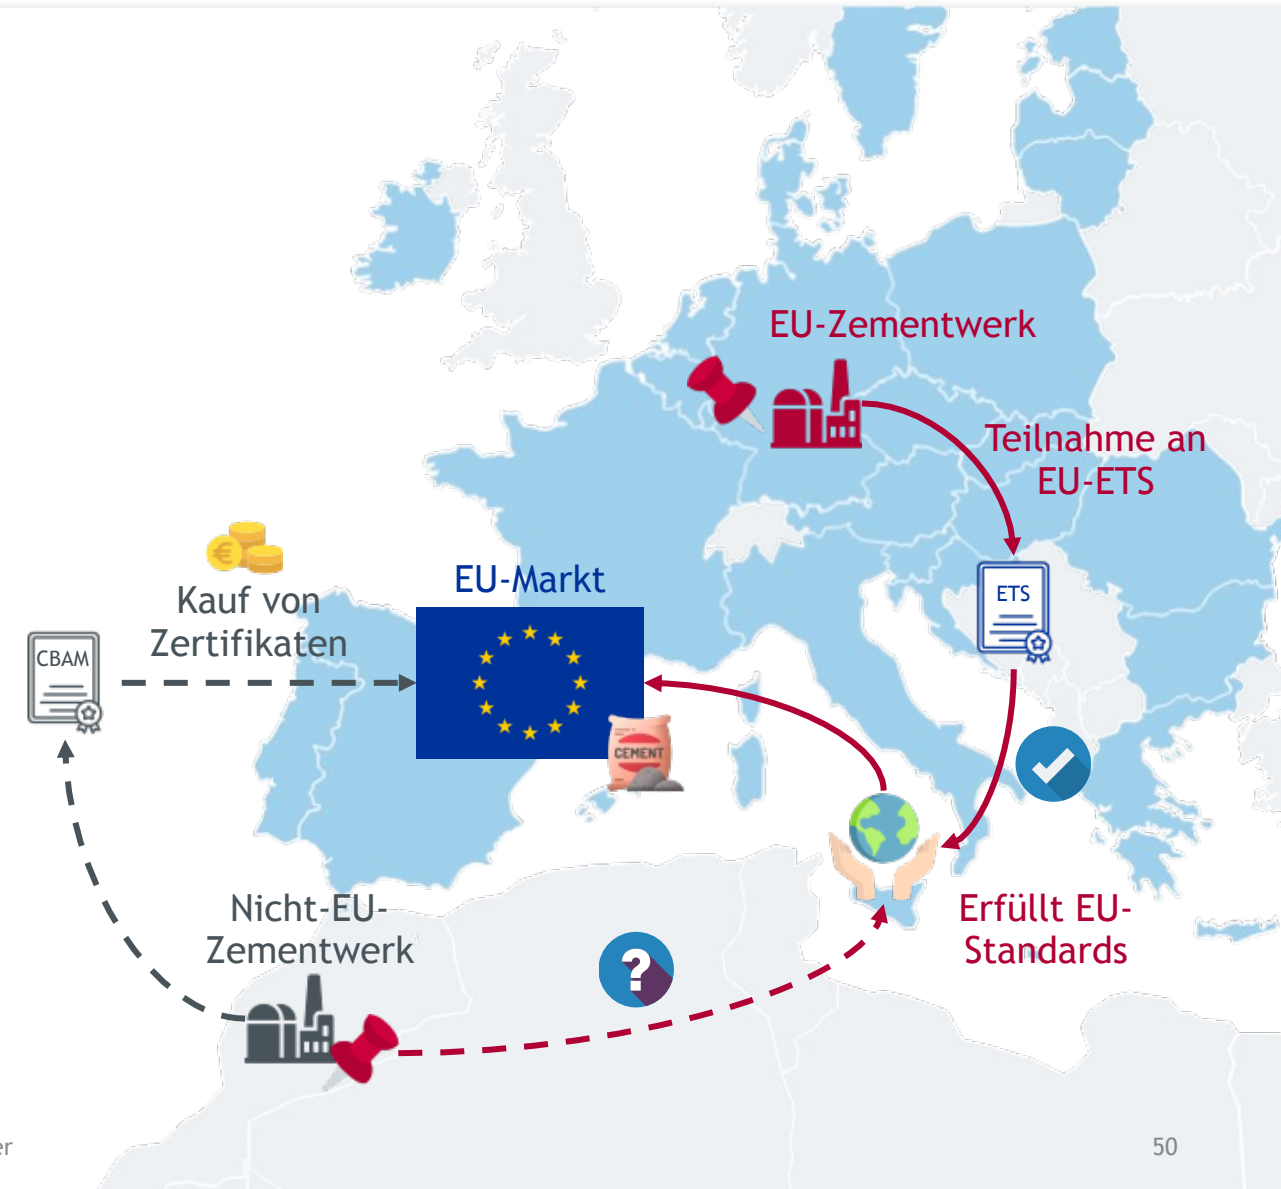 EU-Zementwerk
Teilnahme an
EU-ETS
ETS
EU-Markt
Kauf von
Zertifikaten
CBAM
CEMENT
Nicht-EU-
Zementwerk
Erfüllt EU-
Standards
er
50